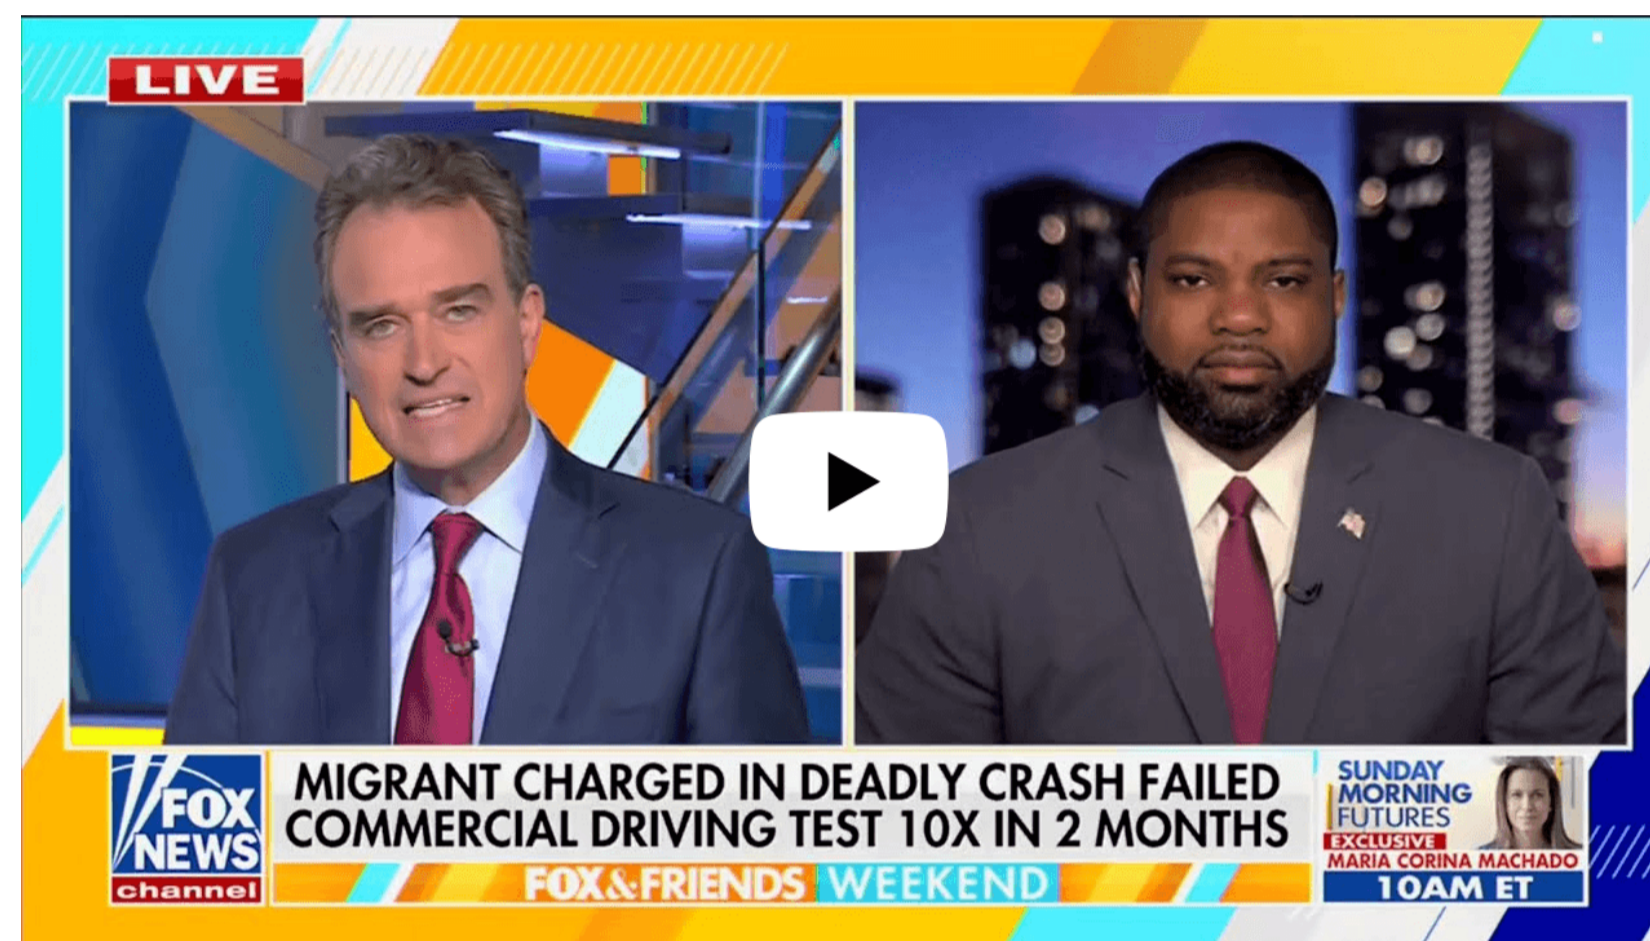 LIVE
MIGRANT CHARGED IN DEADLY CRASH FAILED
COMMERCIAL DRIVING TEST 10X IN 2 MONTHS
FOX
NEWS
channel
FOX&FRIENDS WEEKEND
SUNDAY
MORNING
FUTURES
EXCLUSIVE
MARIA CORINA MACHADO
10AM ET